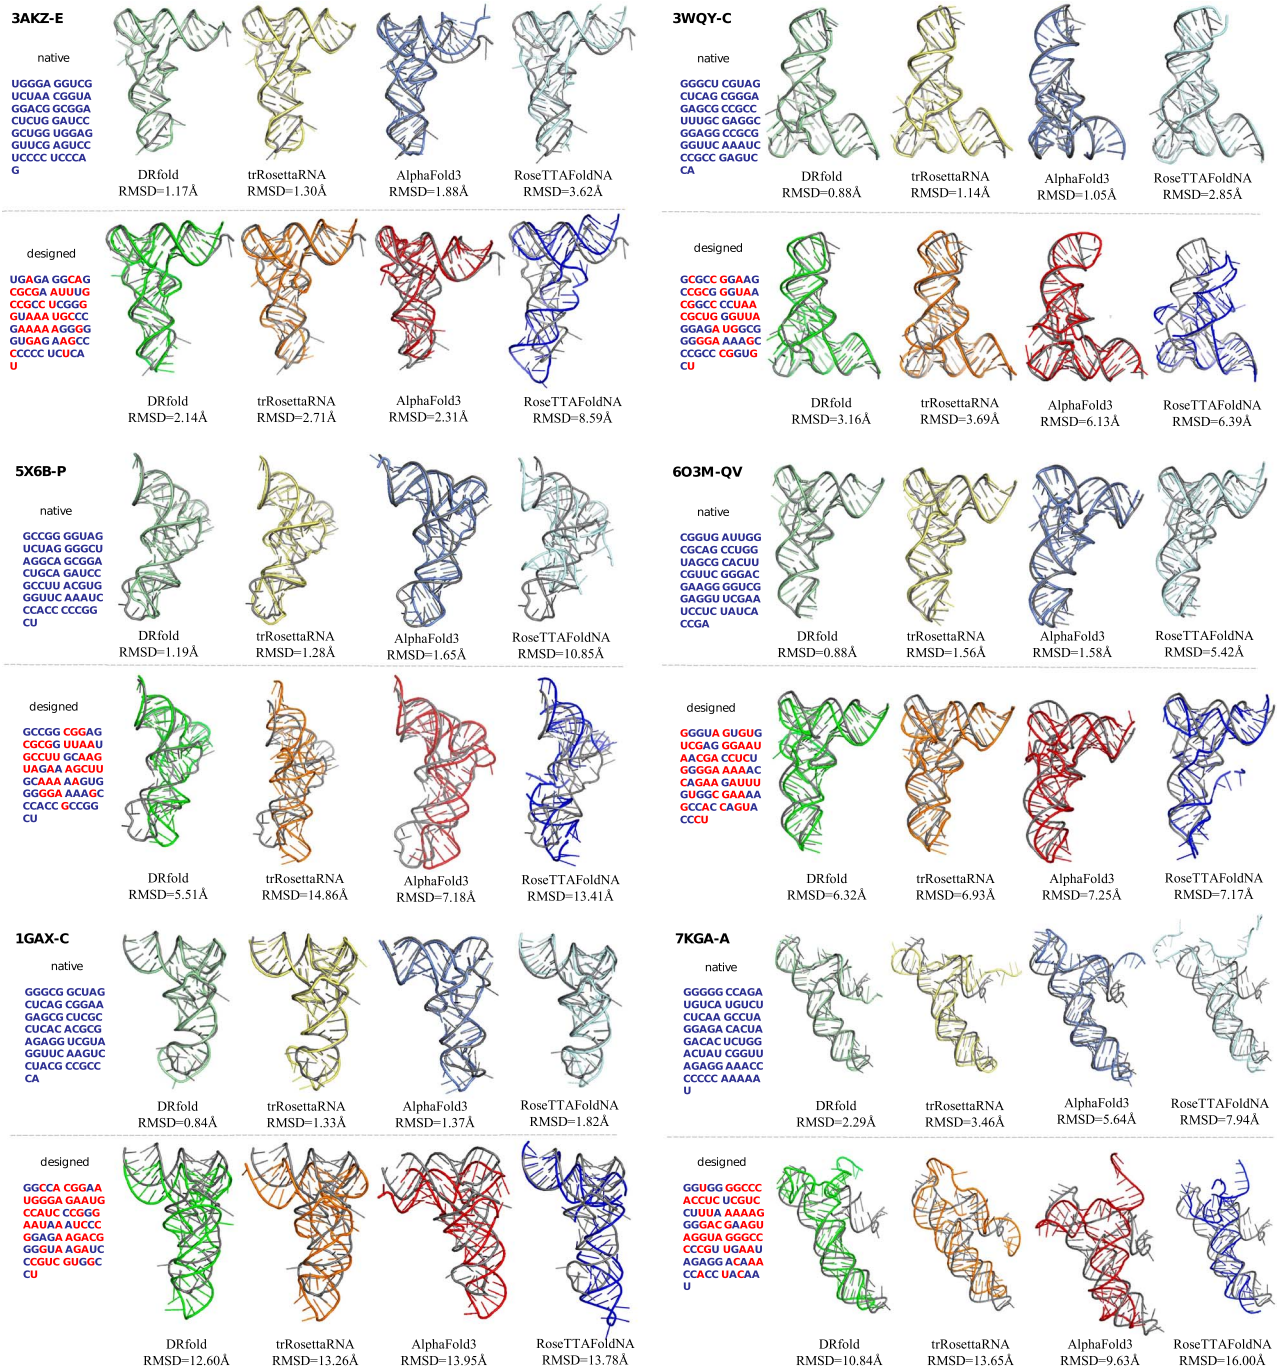 3AKZ-E
native
UGGGA GGUCG
UCUAA CGGUA
GGACG GCGGA
CUCUG GAUCC
GCUGG UGGAG
GUUCG AGUCC
UCCCC UCCCA
G
DRfold
RMSD=1.17Å
trRosettaRNA
RMSD=1.30Å
AlphaFold3
RMSD=1.88Å
RoseTTAFoldNA
RMSD=3.62Å
designed
UGAGA GGCAG
CGCGA AUUUG
CCGCC UCGGG
GUAAA UGCCC
GAAAA AGGGG
GUGAG AAGCC
CCCCC UCUCA
U
DRfold
RMSD=2.14Å
trRosettaRNA
RMSD=2.71Å
AlphaFold3
RMSD=2.31Å
RoseTTAFoldNA
RMSD=8.59Å
3WQY-C
native
GGGCU CGUAG
CUCAG CGGGA
GAGCG CCGCC
UUUGC GAGGC
GGAGG CCGCG
GGUUC AAAUC
CCGCC GAGUC
CA
DRfold
RMSD=0.88Å
trRosettaRNA
RMSD=1.14Å
AlphaFold3
RMSD=1.05Å
RoseTTAFoldNA
RMSD=2.85Å
designed
GCGCC GGAAG
CCGCG GGUAA
CGGCC CCUAA
CGCUG GGUUA
GGAGA UGGCG
GGGGA AAAGC
CCGCC CGGUG
CU
DRfold
RMSD=3.16Å
trRosettaRNA
RMSD=3.69Å
AlphaFold3
RMSD=6.13Å
RoseTTAFoldNA
RMSD=6.39Å
5X6B-P
native
GCCGG GGUAG
UCUAG GGGCU
AGGCA GCGGA
CUGCA GAUCC
GCCUU ACGUG
GGUUC AAAUC
CCACC CCCGG
CU
DRfold
RMSD=1.19Å
trRosettaRNA
RMSD=1.28Å
AlphaFold3
RMSD=1.65Å
RoseTTAFoldNA
RMSD=10.85Å
designed
GCCGG CGGAG
CGCGG UUAAU
GCCUU GCAAG
UAGAA AGCUU
GCAAA AAGUG
GGGGA AAAGC
CCACC GCCGG
CU
DRfold
RMSD=5.51Å
trRosettaRNA
RMSD=14.86Å
AlphaFold3
RMSD=7.18Å
RoseTTAFoldNA
RMSD=13.41Å
6O3M-QV
native
CGGUG AUUGG
CGCAG CCUGG
UAGCG CACUU
CGUUC GGGAC
GAAGG GGUCG
GAGGU UCGAA
UCCUC UAUCA
CCGA
DRfold
RMSD=0.88Å
trRosettaRNA
RMSD=1.56Å
AlphaFold3
RMSD=1.58Å
RoseTTAFoldNA
RMSD=5.42Å
designed
GGGUA GUGUG
UCGAG GGAAU
AACGA CCUCU
GGGGA AAAAC
CAGAA GAUUU
GUGGC GAAAA
GCCAC CAGUA
CCCCU
DRfold
RMSD=6.32Å
trRosettaRNA
RMSD=6.93Å
AlphaFold3
RMSD=7.25Å
RoseTTAFoldNA
RMSD=7.17Å
1GAX-C
native
GGGCG GCUAG
CUCAG CGGAA
GAGCG CUCGC
CUCAC ACGCG
AGAGG UCGUA
GGUUC AAGUC
CUACG CCGCC
CA
DRfold
RMSD=0.84Å
trRosettaRNA
RMSD=1.33Å
AlphaFold3
RMSD=1.37Å
RoseTTAFoldNA
RMSD=1.82Å
designed
GGCCA CGGAA
UGGGA GAAUG
CCAUC CCGGG
AAUAA AUCCC
GGAGA AGACG
GGGUA AGAUC
CCGUC GUGGC
CU
DRfold
RMSD=12.60Å
trRosettaRNA
RMSD=13.26Å
AlphaFold3
RMSD=13.95Å
RoseTTAFoldNA
RMSD=13.78Å
7KGA-A
native
GGGGG CCAGA
UGUCA UGUCU
CUCAA GCCUA
GGAGA CACUA
GACAC UCUGG
ACUAU CGGUU
AGAGG AAACC
CCCCC AAAAA
U
DRfold
RMSD=2.29Å
trRosettaRNA
RMSD=3.46Å
AlphaFold3
RMSD=5.64Å
RoseTTAFoldNA
RMSD=7.94Å
designed
GGUGG GGCCC
ACCUC UCGUC
CUUUA AAAAG
GGGAC GAAGU
AGGUA GGGCC
CCCGU UGAAU
AGAGG ACAAA
CCACC UACAA
U
DRfold
RMSD=10.84Å
trRosettaRNA
RMSD=13.65Å
AlphaFold3
RMSD=9.63Å
RoseTTAFoldNA
RMSD=16.00Å